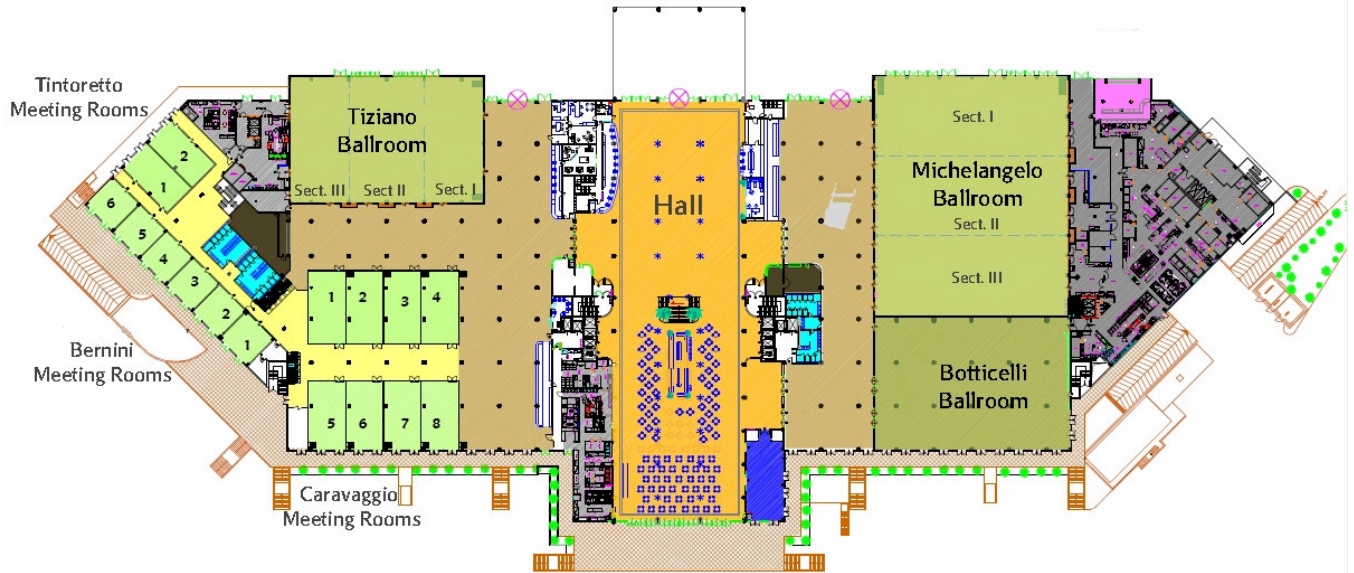 Tintoretto
Meeting Rooms
2
1
6
5
4
3
2
1
Bernini
Meeting Rooms
Tiziano
Ballroom
Sect. III
Sect II
Sect. I
1
2
3
4
5
6
7
8
Caravaggio
Meeting Rooms
Hall
Sect. I
Michelangelo
Ballroom
Sect. II
Sect. III
Botticelli
Ballroom